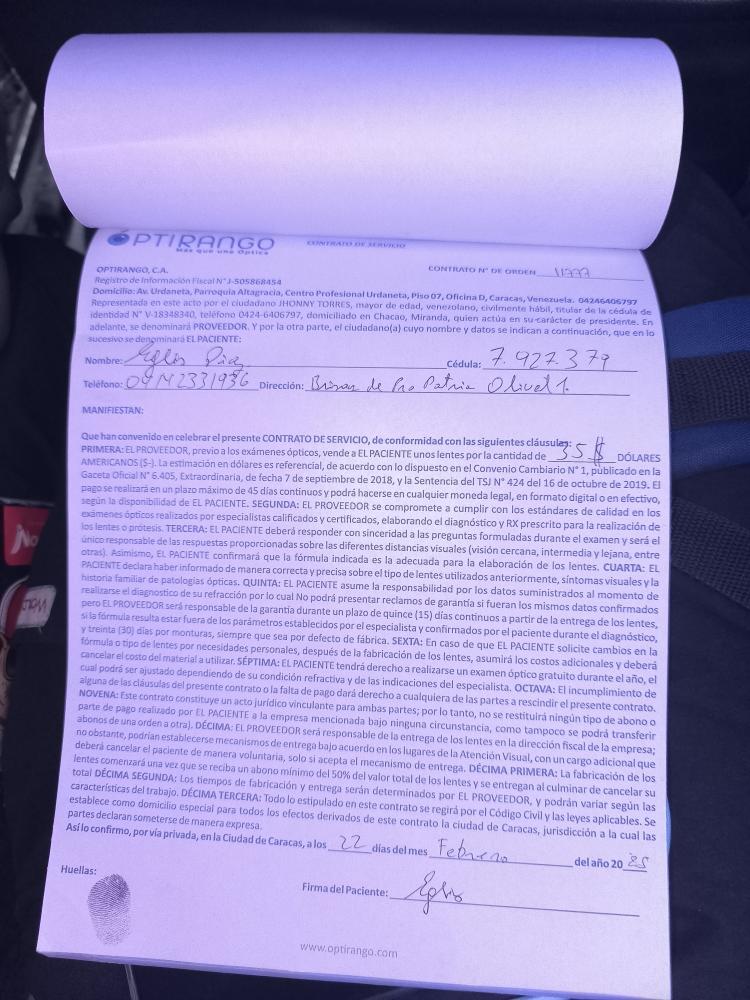 ÓPTIRANGO
Más que una Óptica
CONTRATO DE SERVICIO
OPTIRANGO, C.A.
CONTRATO N° DE ORDEN 11777
Registro de Información Fiscal N° J-505868454
Domicilio: Av. Urdaneta, Parroquia Altagracia, Centro Profesional Urdaneta, Piso 07, Oficina D, Caracas, Venezuela. 04246406797
Representada en este acto por el ciudadano JHONNY TORRES, mayor de edad, venezolano, civilmente hábil, titular de la cédula de
identidad N° V-18348340, teléfono 0424-6406797, domiciliado en Chacao, Miranda, quien actúa en su carácter de presidente. En
adelante, se denominará PROVEEDOR. Y por la otra parte, el ciudadano(a) cuyo nombre y datos se indican a continuación, que en lo
sucesivo se denominará EL PACIENTE:
Nombre: Eglis Diaz Cédula: 7.927.379
Teléfono: 04142331936 Dirección: Brisas de Pro Patria Olivet 1.
MANIFIESTAN:
Que han convenido en celebrar el presente CONTRATO DE SERVICIO, de conformidad con las siguientes cláusulas:
PRIMERA: EL PROVEEDOR, previo a los exámenes ópticos, vende a EL PACIENTE unos lentes por la cantidad de 35 $ DÓLARES
AMERICANOS ($-). La estimación en dólares es referencial, de acuerdo con lo dispuesto en el Convenio Cambiario N° 1, publicado en la
Gaceta Oficial N° 6.405, Extraordinaria, de fecha 7 de septiembre de 2018, y la Sentencia del TSJ N° 424 del 16 de octubre de 2019. El
pago se realizará en un plazo máximo de 45 días continuos y podrá hacerse en cualquier moneda legal, en formato digital o en efectivo,
según la disponibilidad de EL PACIENTE. SEGUNDA: EL PROVEEDOR se compromete a cumplir con los estándares de calidad en los
exámenes ópticos realizados por especialistas calificados y certificados, elaborando el diagnóstico y RX prescrito para la realización de
los lentes o prótesis. TERCERA: EL PACIENTE deberá responder con sinceridad a las preguntas formuladas durante el examen y será el
único responsable de las respuestas proporcionadas sobre las diferentes distancias visuales (visión cercana, intermedia y lejana, entre
otras). Asimismo, EL PACIENTE confirmará que la fórmula indicada es la adecuada para la elaboración de los lentes. CUARTA: EL
PACIENTE declara haber informado de manera correcta y precisa sobre el tipo de lentes utilizados anteriormente, síntomas visuales y la
historia familiar de patologías ópticas. QUINTA: EL PACIENTE asume la responsabilidad por los datos suministrados al momento de
realizarse el diagnostico de su refracción por lo cual No podrá presentar reclamos de garantía si fueran los mismos datos confirmados
pero EL PROVEEDOR será responsable de la garantía durante un plazo de quince (15) días continuos a partir de la entrega de los lentes,
si la fórmula resulta estar fuera de los parámetros establecidos por el especialista y confirmados por el paciente durante el diagnóstico,
y treinta (30) días por monturas, siempre que sea por defecto de fábrica. SEXTA: En caso de que EL PACIENTE solicite cambios en la
fórmula o tipo de lentes por necesidades personales, después de la fabricación de los lentes, asumirá los costos adicionales y deberá
cancelar el costo del material a utilizar. SÉPTIMA: EL PACIENTE tendrá derecho a realizarse un examen óptico gratuito durante el año, el
cual podrá ser ajustado dependiendo de su condición refractiva y de las indicaciones del especialista. OCTAVA: El incumplimiento de
alguna de las cláusulas del presente contrato o la falta de pago dará derecho a cualquiera de las partes a rescindir el presente contrato.
NOVENA: Este contrato constituye un acto jurídico vinculante para ambas partes; por lo tanto, no se restituirá ningún tipo de abono o
parte de pago realizado por EL PACIENTE a la empresa mencionada bajo ninguna circunstancia, como tampoco se podrá transferir
abonos de una orden a otra). DÉCIMA: EL PROVEEDOR será responsable de la entrega de los lentes en la dirección fiscal de la empresa;
no obstante, podrían establecerse mecanismos de entrega bajo acuerdo en los lugares de la Atención Visual, con un cargo adicional que
deberá cancelar el paciente de manera voluntaria, solo si acepta el mecanismo de entrega. DÉCIMA PRIMERA: La fabricación de los
lentes comenzará una vez que se reciba un abono mínimo del 50% del valor total de los lentes y se entregan al culminar de cancelar su
total DÉCIMA SEGUNDA: Los tiempos de fabricación y entrega serán determinados por EL PROVEEDOR, y podrán variar según las
características del trabajo. DÉCIMA TERCERA: Todo lo estipulado en este contrato se regirá por el Código Civil y las leyes aplicables. Se
establece como domicilio especial para todos los efectos derivados de este contrato la ciudad de Caracas, jurisdicción a la cual las
partes declaran someterse de manera expresa.
Así lo confirmo, por vía privada, en la Ciudad de Caracas, a los 22 días del mes Febrero del año 20 25
Huellas:
Firma del Paciente: Eglis
www.optirango.com